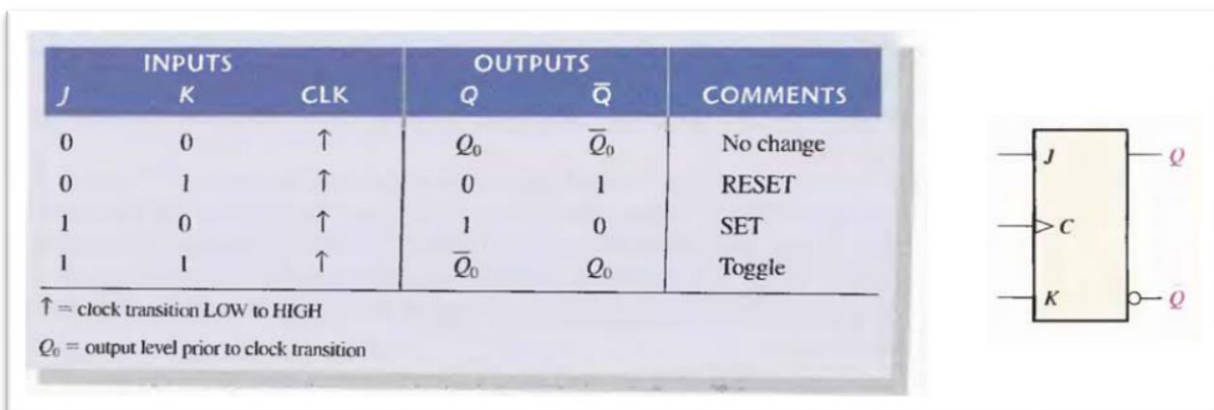 INPUTS OUTPUTS
J K CLK Q Q̅ COMMENTS
0 0 ↑ Q₀ Q̅₀ No change
0 1 ↑ 0 1 RESET
1 0 ↑ 1 0 SET
1 1 ↑ Q̅₀ Q₀ Toggle
↑ = clock transition LOW to HIGH
Q₀ = output level prior to clock transition
J Q
C
K Q̅